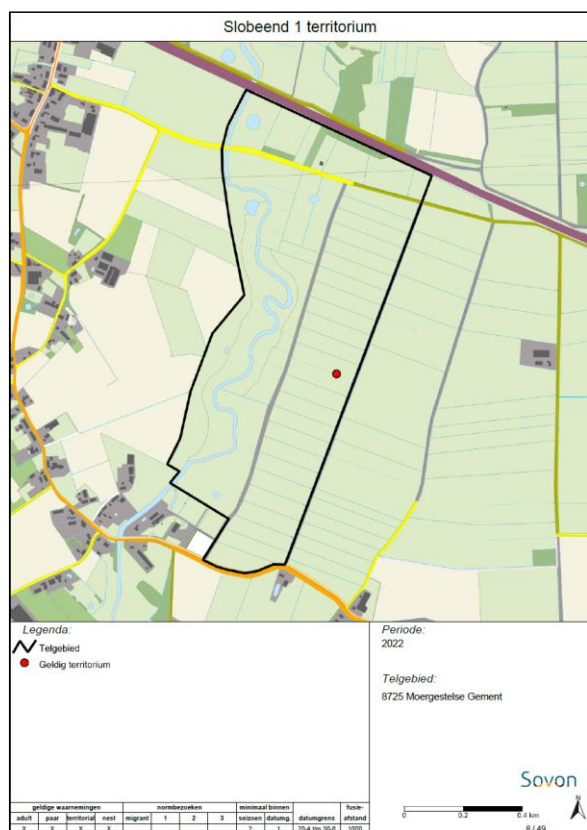 Slobeend 1 territorium
Legenda:
Telgebied
Geldig territorium
Periode:
2022
Telgebied:
8725 Moergestelse Gement
Sovon
0 0.2 0.4 km
N
8 / 49
geldige waarnemingen normbezoeken minimaal binnen fusie-
adult paar territorial nest migrant 1 2 3 seizoen datumg. datumgrens afstand
X X X X 2 1 20-4 t/m 30-6 1000